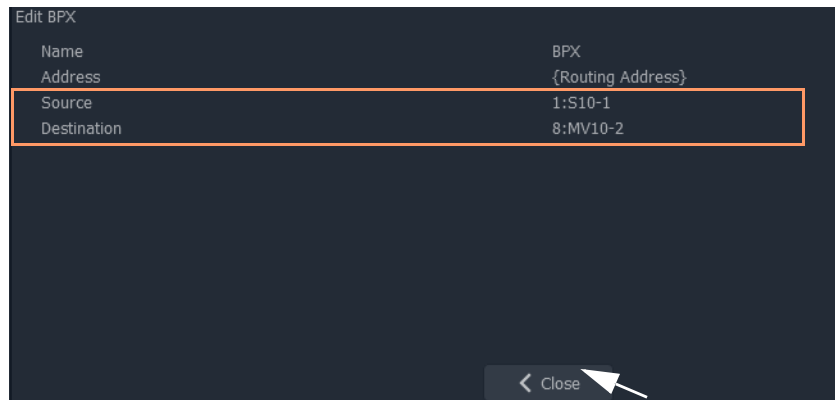 Edit BPX
Name BPX
Address {Routing Address}
Source 1:S10-1
Destination 8:MV10-2
Close